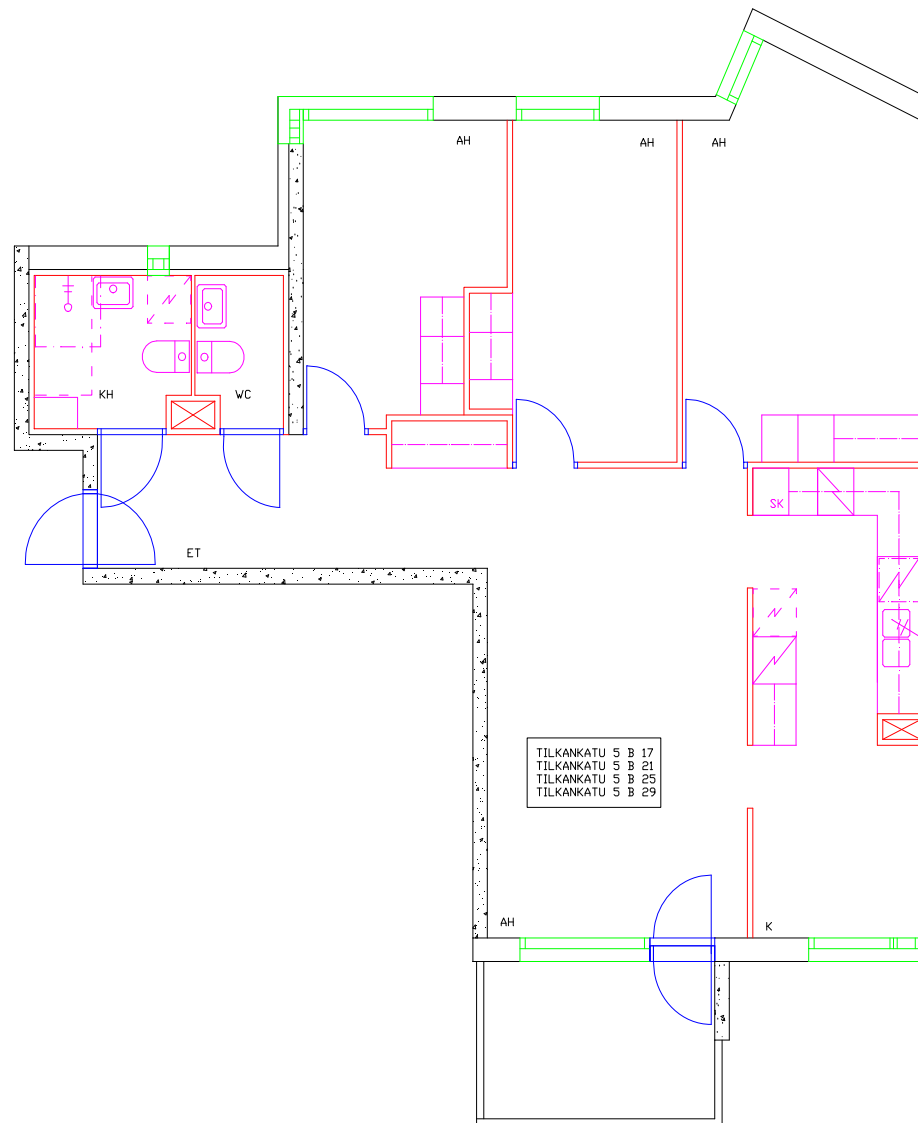 AH
AH
AH
KH
WC
SK
ET
TILKANKATU 5 B 17
TILKANKATU 5 B 21
TILKANKATU 5 B 25
TILKANKATU 5 B 29
AH
K